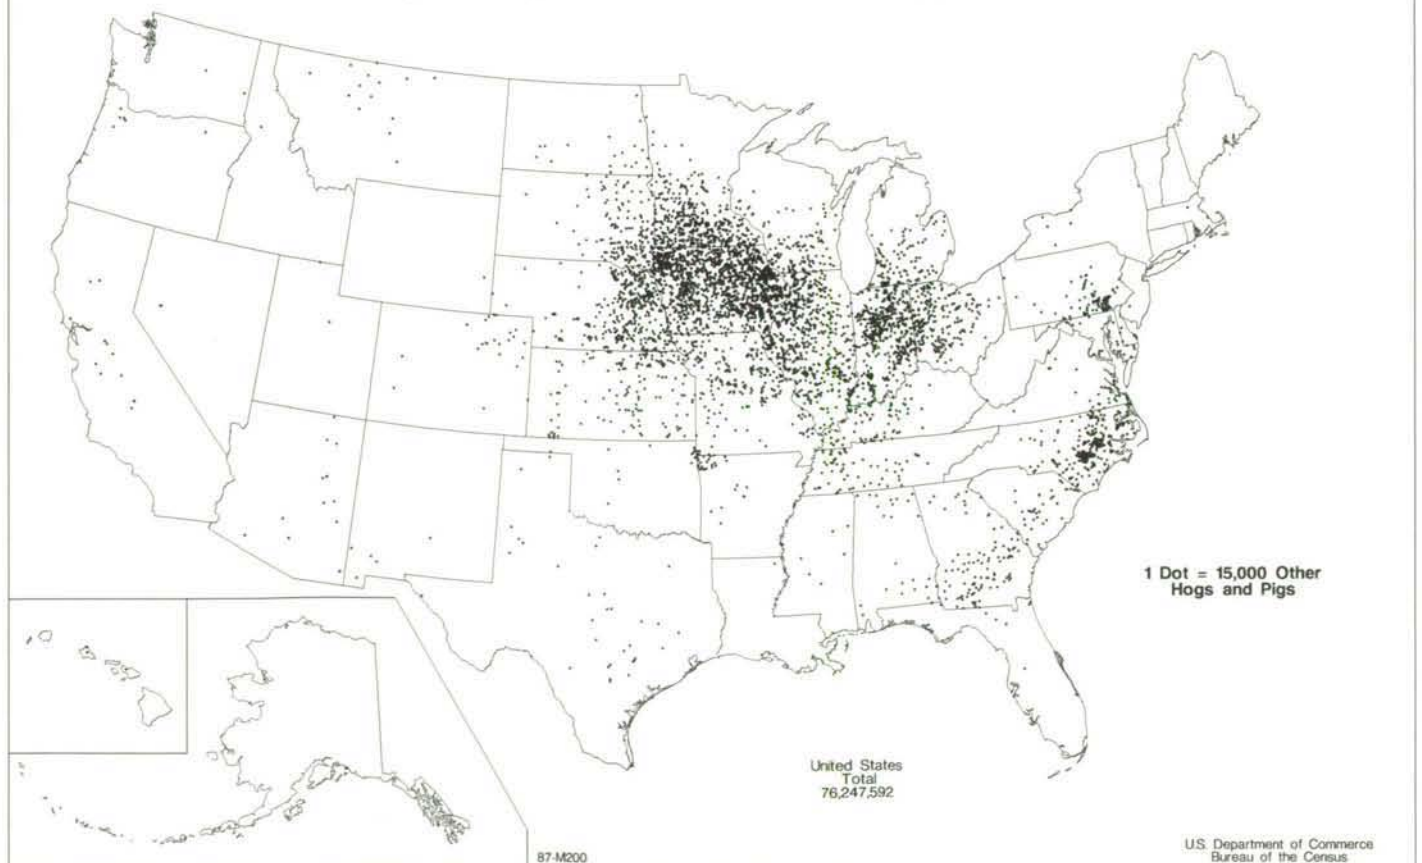 1 Dot = 15,000 Other
Hogs and Pigs
United States
Total
76,247,592
87-M200
U.S. Department of Commerce
Bureau of the Census